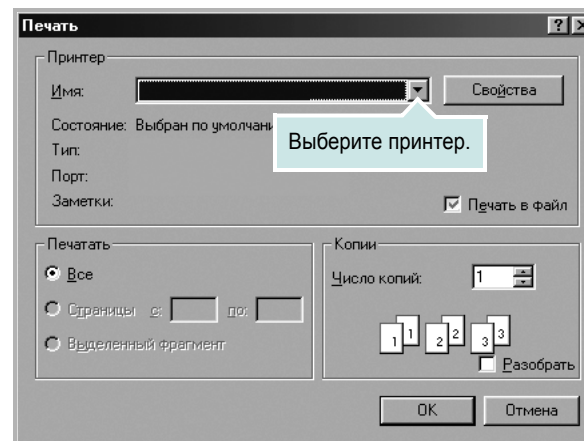 Печать
Принтер
Имя:
Свойства
Состояние: Выбран по умолчани
Выберите принтер.
Тип:
Порт:
Заметки:
Печать в файл
Печатать
Все
Страницы с: по:
Выделенный фрагмент
Копии
Число копий: 1
1 1 2 2 3 3
Разобрать
OK
Отмена